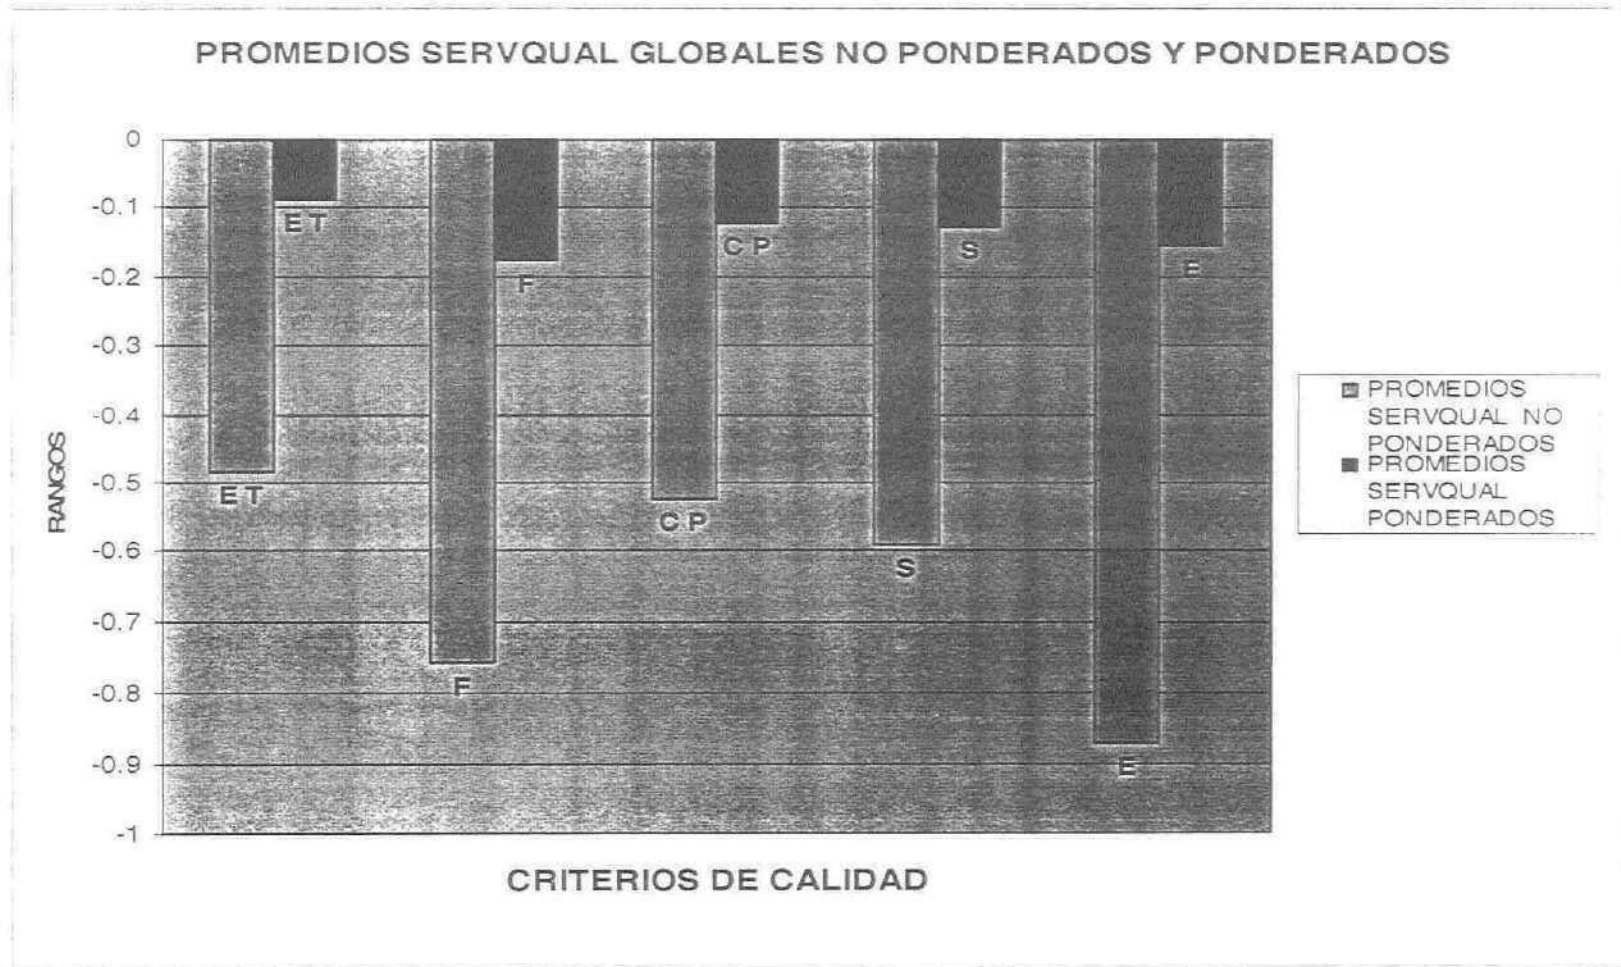 PROMEDIOS SERVQUAL GLOBALES NO PONDERADOS Y PONDERADOS
0
-0.1
-0.2
-0.3
-0.4
-0.5
-0.6
-0.7
-0.8
-0.9
-1
RANGOS
E T
F
C P
S
E
E T
F
C P
S
E
CRITERIOS DE CALIDAD
PROMEDIOS
SERVQUAL NO
PONDERADOS
PROMEDIOS
SERVQUAL
PONDERADOS